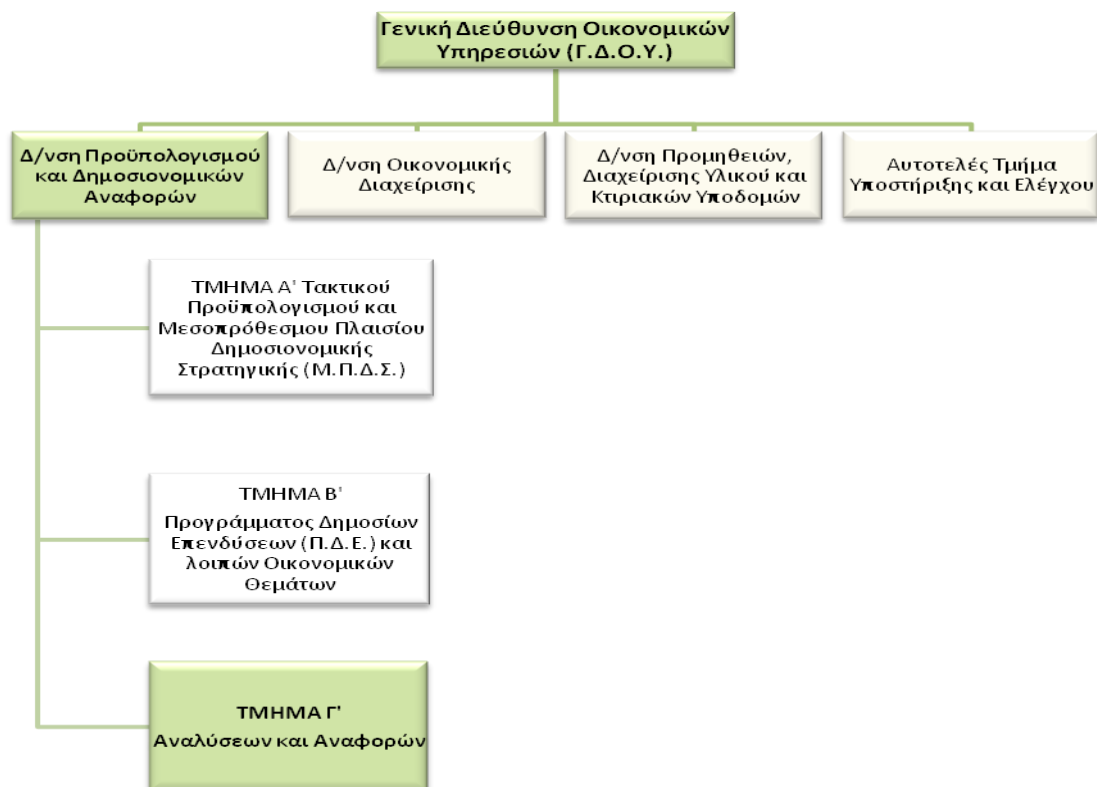 Γενική Διεύθυνση Οικονομικών
Υπηρεσιών (Γ.Δ.Ο.Υ.)
Δ/νση Προϋπολογισμού
και Δημοσιονομικών
Αναφορών
Δ/νση Οικονομικής
Διαχείρισης
Δ/νση Προμηθειών,
Διαχείρισης Υλικού και
Κτιριακών Υποδομών
Αυτοτελές Τμήμα
Υποστήριξης και Ελέγχου
ΤΜΗΜΑ Α' Τακτικού
Προϋπολογισμού και
Μεσοπρόθεσμου Πλαισίου
Δημοσιονομικής
Στρατηγικής (Μ.Π.Δ.Σ.)
ΤΜΗΜΑ Β'
Προγράμματος Δημοσίων
Επενδύσεων (Π.Δ.Ε.) και
λοιπών Οικονομικών
Θεμάτων
ΤΜΗΜΑ Γ'
Αναλύσεων και Αναφορών